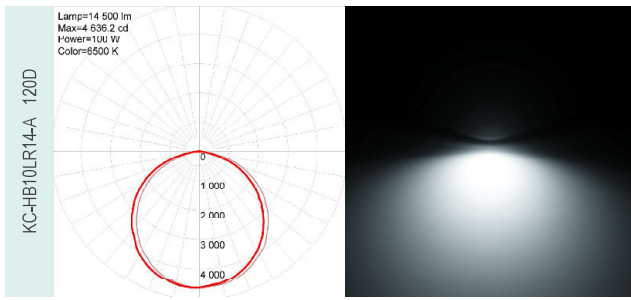 KC-HB10LR14-A 120D
Lamp=14 500 lm
Max=4 636.2 cd
Power=100 W
Color=6500 K
0
1 000
2 000
3 000
4 000